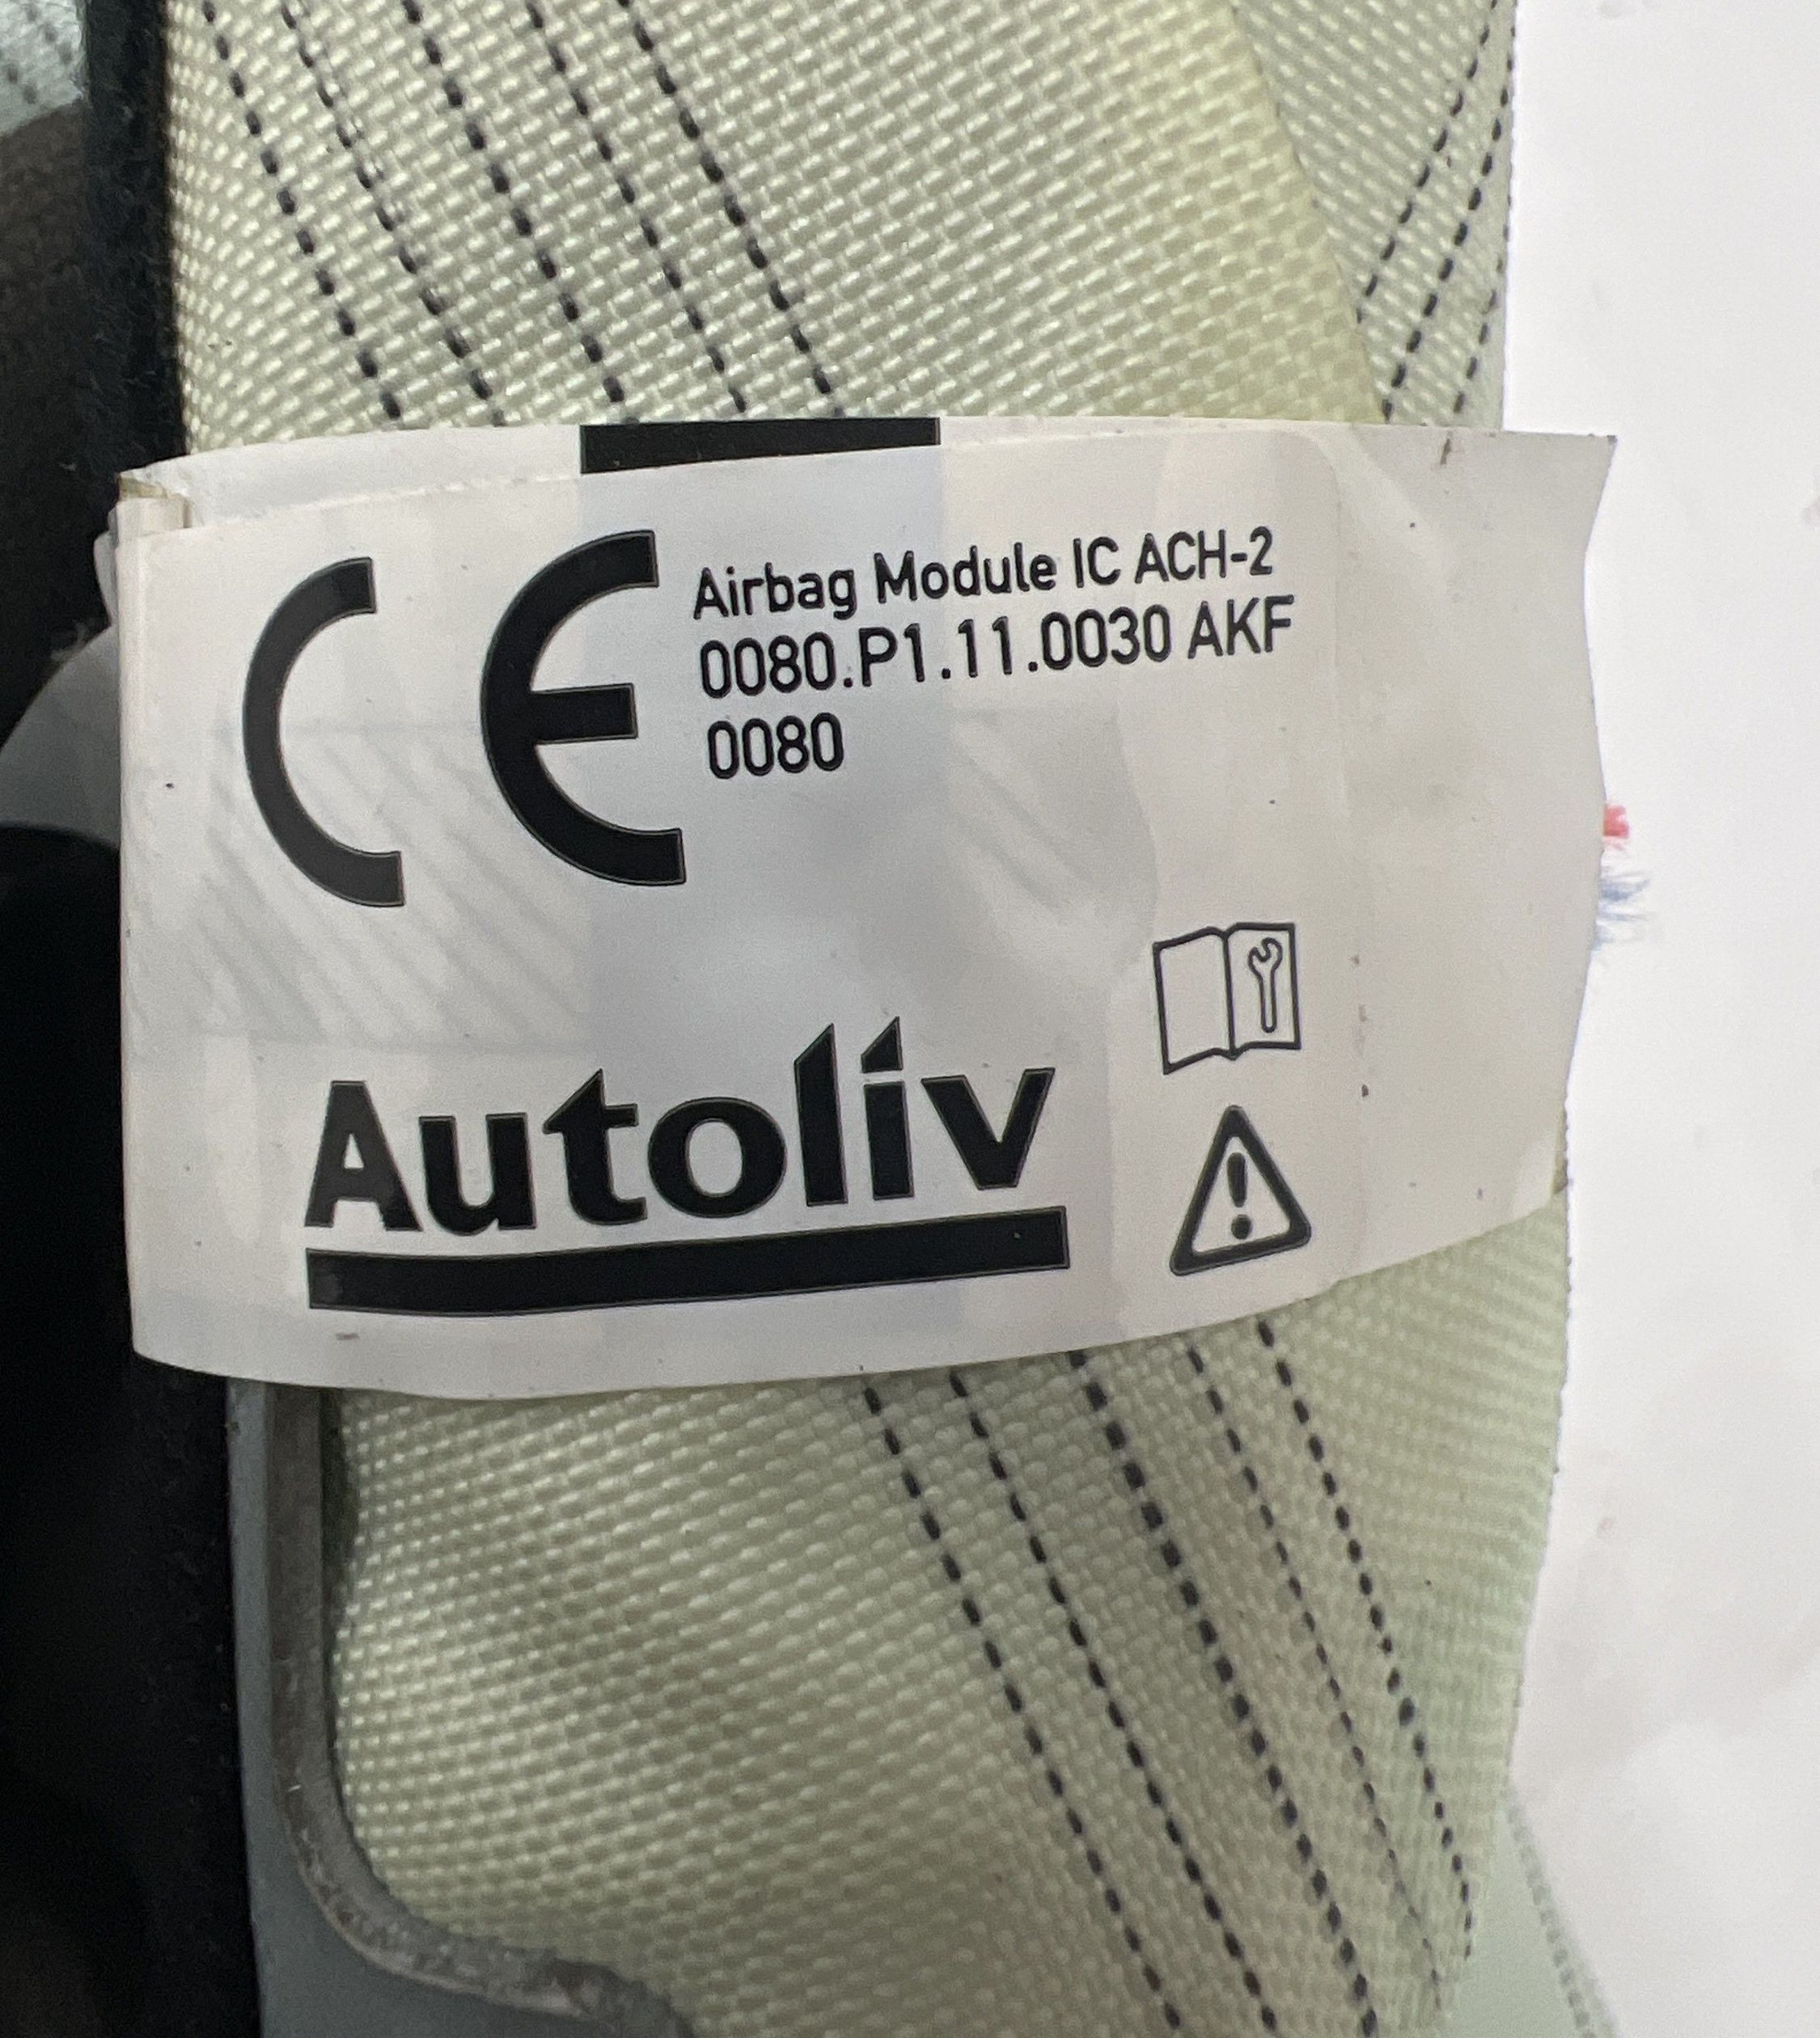 CE
Airbag Module IC ACH-2
0080.P1.11.0030 AKF
0080
Autoliv